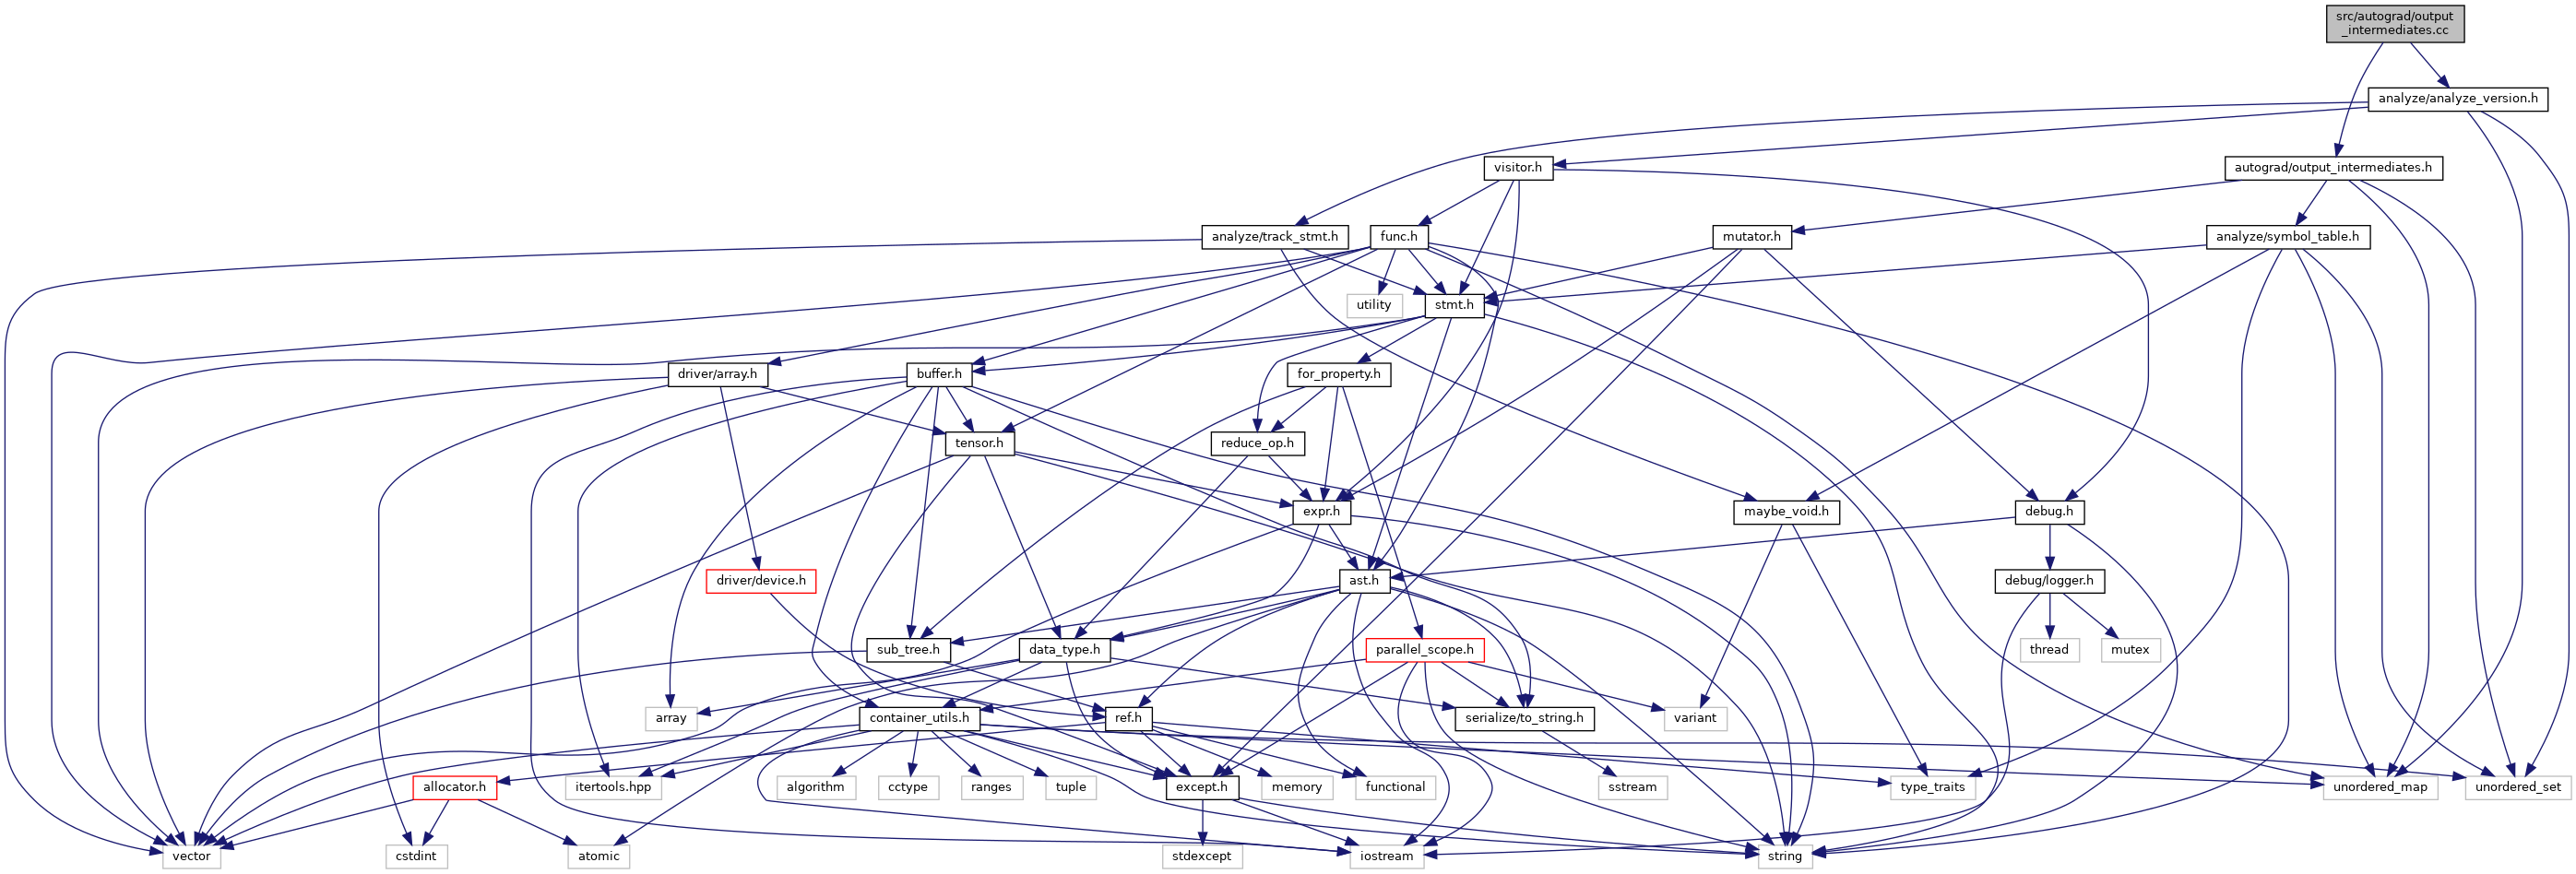 src/autograd/output
_intermediates.cc
analyze/analyze_version.h
visitor.h
autograd/output_intermediates.h
analyze/track_stmt.h
func.h
mutator.h
analyze/symbol_table.h
utility
stmt.h
driver/array.h
buffer.h
for_property.h
tensor.h
reduce_op.h
expr.h
maybe_void.h
debug.h
driver/device.h
ast.h
debug/logger.h
sub_tree.h
data_type.h
parallel_scope.h
thread
mutex
array
container_utils.h
ref.h
serialize/to_string.h
variant
allocator.h
itertools.hpp
algorithm
cctype
ranges
tuple
except.h
memory
functional
sstream
type_traits
unordered_map
unordered_set
vector
cstdint
atomic
stdexcept
iostream
string